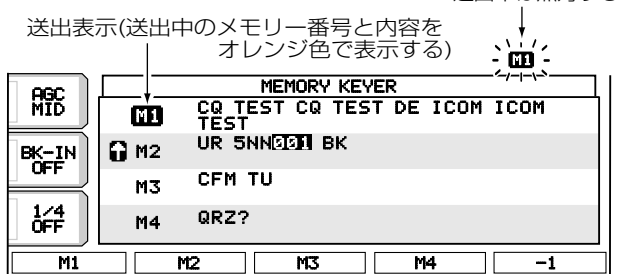 送出表示(送出中のメモリー番号と内容を
オレンジ色で表示する)
M1
MEMORY KEYER
AGC
MID
M1 CQ TEST CQ TEST DE ICOM ICOM
TEST
BK-IN
OFF
M2 UR 5NN001 BK
M3 CFM TU
1/4
OFF
M4 QRZ?
M1 M2 M3 M4 -1